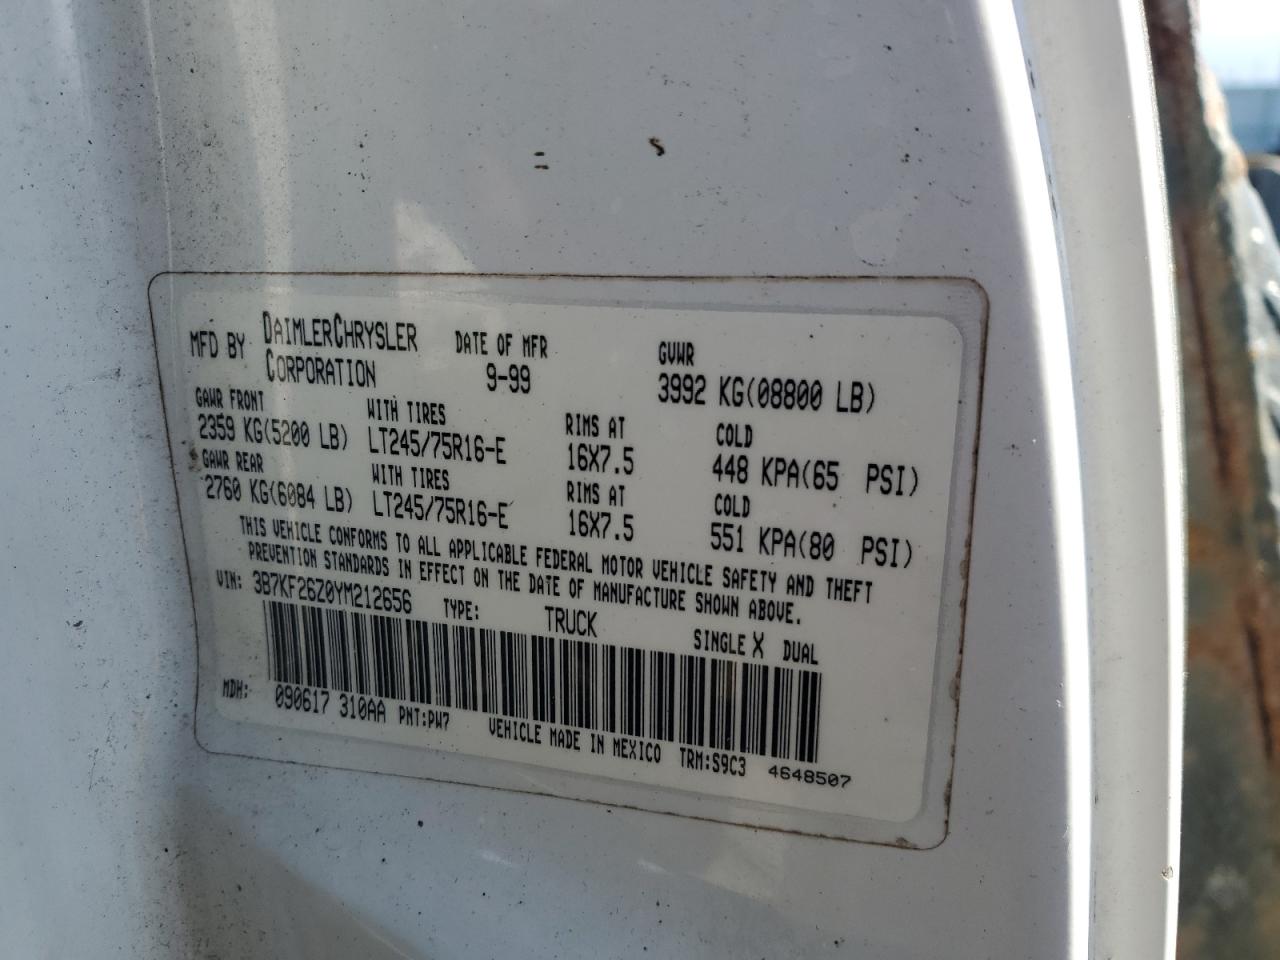 MFD BY DAIMLERCHRYSLER CORPORATION DATE OF MFR 9-99 GVWR 3992 KG(08800 LB)
GAWR FRONT WITH TIRES RIMS AT COLD
2359 KG(5200 LB) LT245/75R16-E 16X7.5 448 KPA(65 PSI)
GAWR REAR WITH TIRES RIMS AT COLD
2760 KG(6084 LB) LT245/75R16-E 16X7.5 551 KPA(80 PSI)
THIS VEHICLE CONFORMS TO ALL APPLICABLE FEDERAL MOTOR VEHICLE SAFETY AND THEFT
PREVENTION STANDARDS IN EFFECT ON THE DATE OF MANUFACTURE SHOWN ABOVE.
VIN: 3B7KF26Z0YM212656 TYPE: TRUCK SINGLE X DUAL
MDH: 090617 310AA PNT:PW7 VEHICLE MADE IN MEXICO TRM:S9C3 4648507